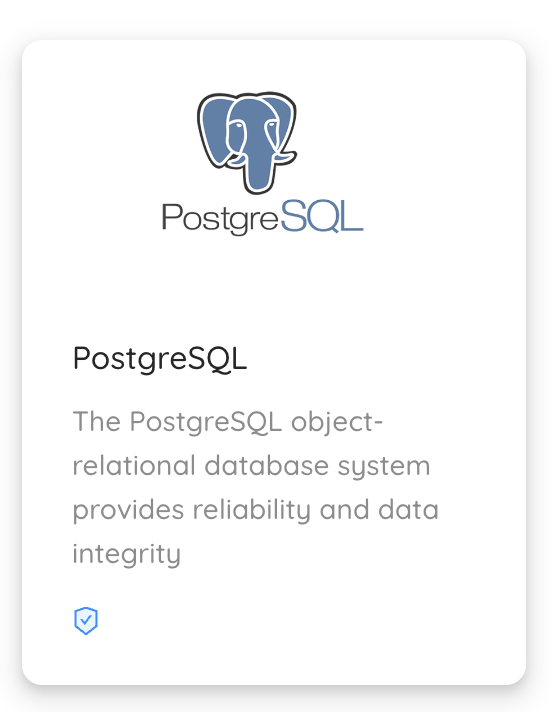 PostgreSQL
PostgreSQL
The PostgreSQL object-
relational database system
provides reliability and data
integrity